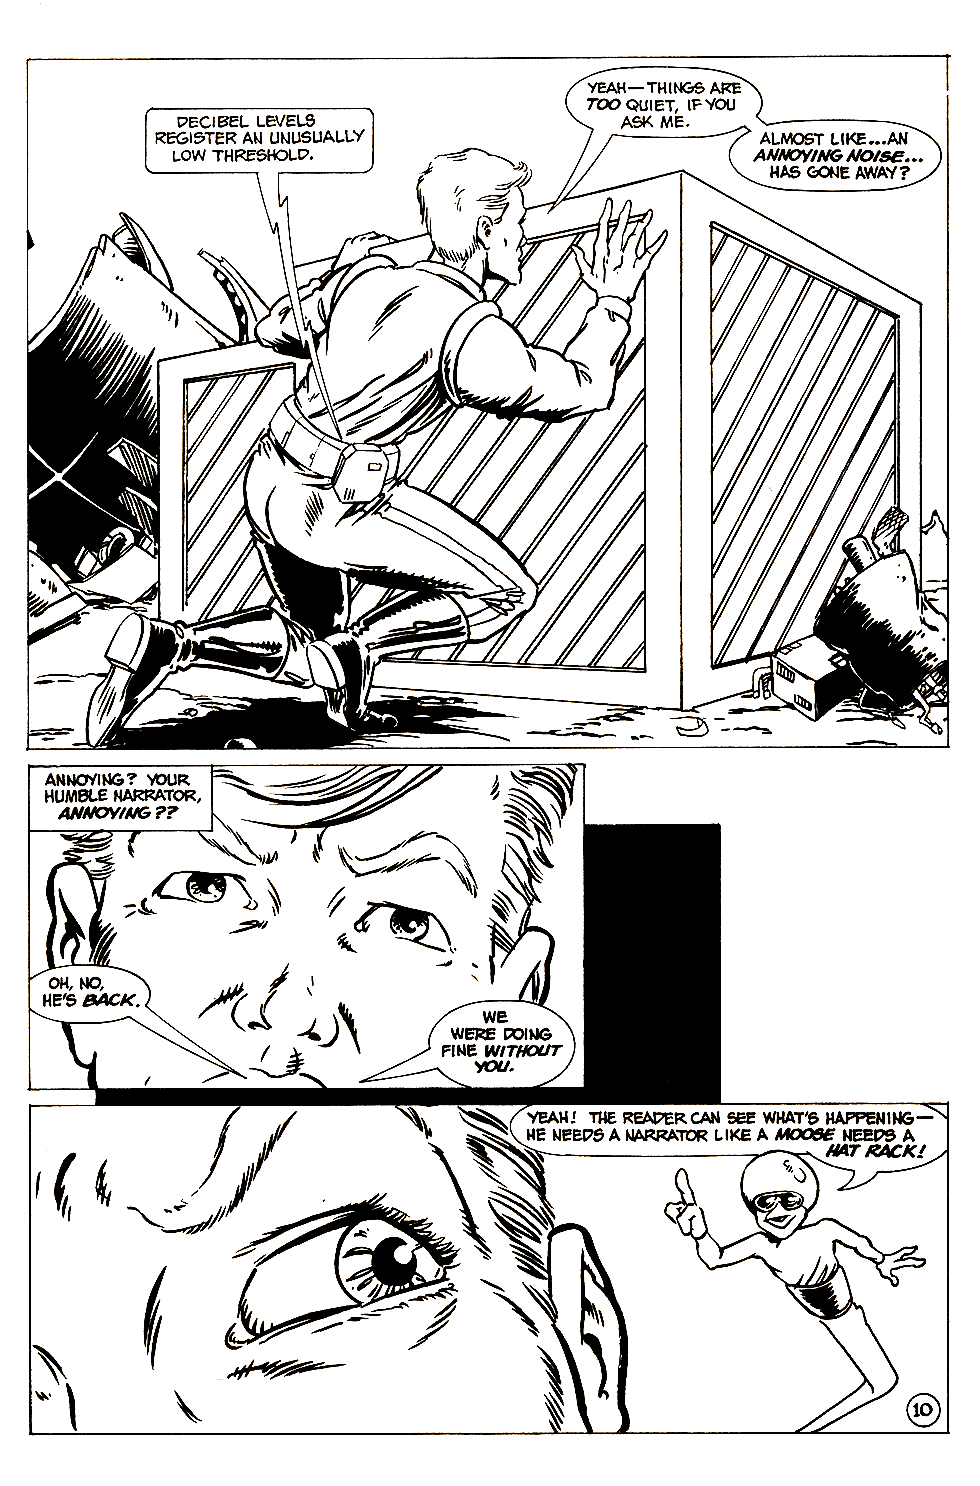 DECIBEL LEVELS
REGISTER AN UNUSUALLY
LOW THRESHOLD.
YEAH—THINGS ARE
TOO QUIET, IF YOU
ASK ME.
ALMOST LIKE...AN
ANNOYING NOISE...
HAS GONE AWAY?
ANNOYING? YOUR
HUMBLE NARRATOR,
ANNOYING??
OH, NO,
HE'S BACK.
WE
WERE DOING
FINE WITHOUT
YOU.
YEAH! THE READER CAN SEE WHAT'S HAPPENING—
HE NEEDS A NARRATOR LIKE A MOOSE NEEDS A
HAT RACK!
10